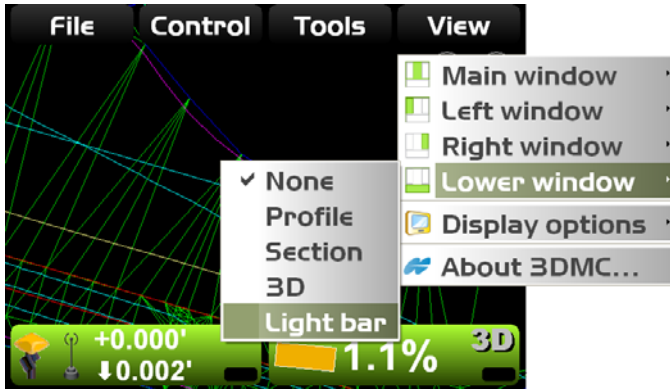 File Control Tools View
Main window
Left window
Right window
Lower window
Display options
About 3DMC...
None
Profile
Section
3D
Light bar
+0.000'
⬇0.002'
1.1%
3D